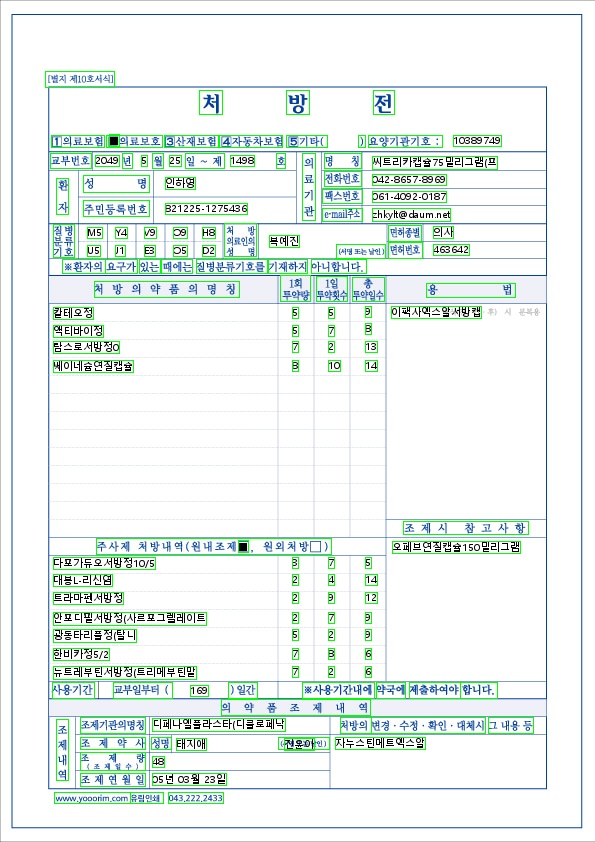 [별지 제10호서식]
처 방 전
1 의료보험 ■의료보호 3 산재보험 4 자동차보험 5 기타( ) 요양기관기호 : 10389749
교부번호 2049 년 5 월 25 일 ~ 제 1498 호
환자
성 명 인하영
주민등록번호 821225-1275436
의료기관
명 칭 써트리카캡슐75밀리그램(프
전화번호 042-8657-8969
팩스번호 061-4092-0187
e-mail주소 chkylt@daum.net
질병분류기호
M5 Y4 V9 O9 H8
U5 J1 E3 O5 D2
처 방 의료인의 성 명 북예진 (서명 또는 날인)
면허종별 의사
면허번호 463642
※환자의 요구가 있는 때에는 질병분류기호를 기재하지 아니합니다.
처 방 의 약 품 의 명 칭 1회 투약량 1일 투약횟수 총 투약일수 용 법
칼테오정 5 5 9
액티바이정 5 7 8
탐스로서방정0 7 2 13
쎄이네슘연질캡슐 8 10 14
이팩사엑스알서방캡 후) 시 분복용
조 제 시 참 고 사 항
오페브연질캡슐150밀리그램
주사제 처방내역(원내조제■, 원외처방□)
다포가듀오서방정10/5 3 7 5
대봉L-리신염 2 4 14
트라마펜서방정 2 9 12
안포디필서방정(사르포그렐레이트 2 7 9
광동타리플정(탈니 5 2 9
한비카정5/2 7 8 6
뉴트레부틴서방정(트리메부틴말 7 2 6
사용기간 교부일부터 ( 169 ) 일간 ※사용기간내에 약국에 제출하여야 합니다.
의 약 품 조 제 내 역
조제내역
조제기관의명칭 디페나엘플라스타(디클로페낙
처방의 변경·수정·확인·대체시 그 내용 등
조 제 약 사 성명 태지애 전윤아
자누스틴메트엑스알
조 제 량 (조제일수) 48
조 제 연 월 일 05년 03월 23일
www.yooorim.com 유림인쇄 043.222.2433